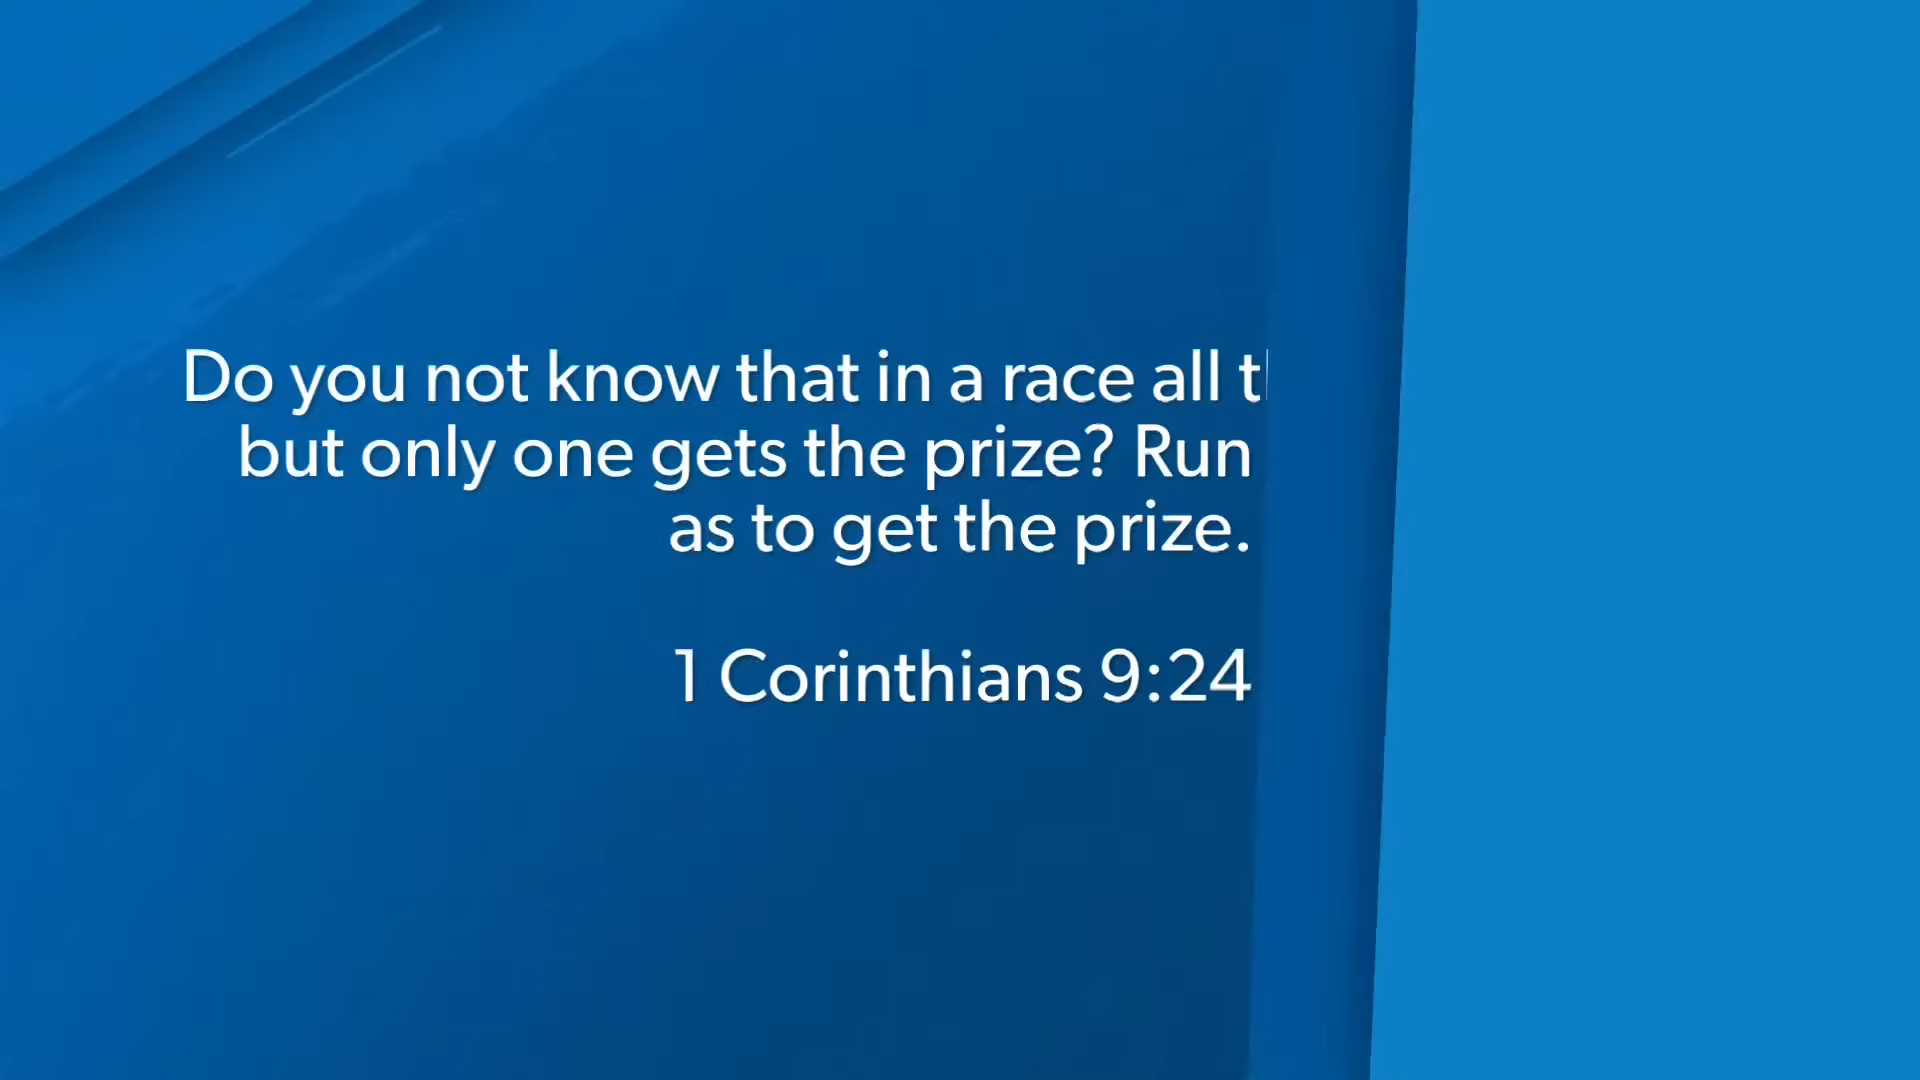 Do you not know that in a race all
but only one gets the prize? Run
as to get the prize.
1 Corinthians 9:24